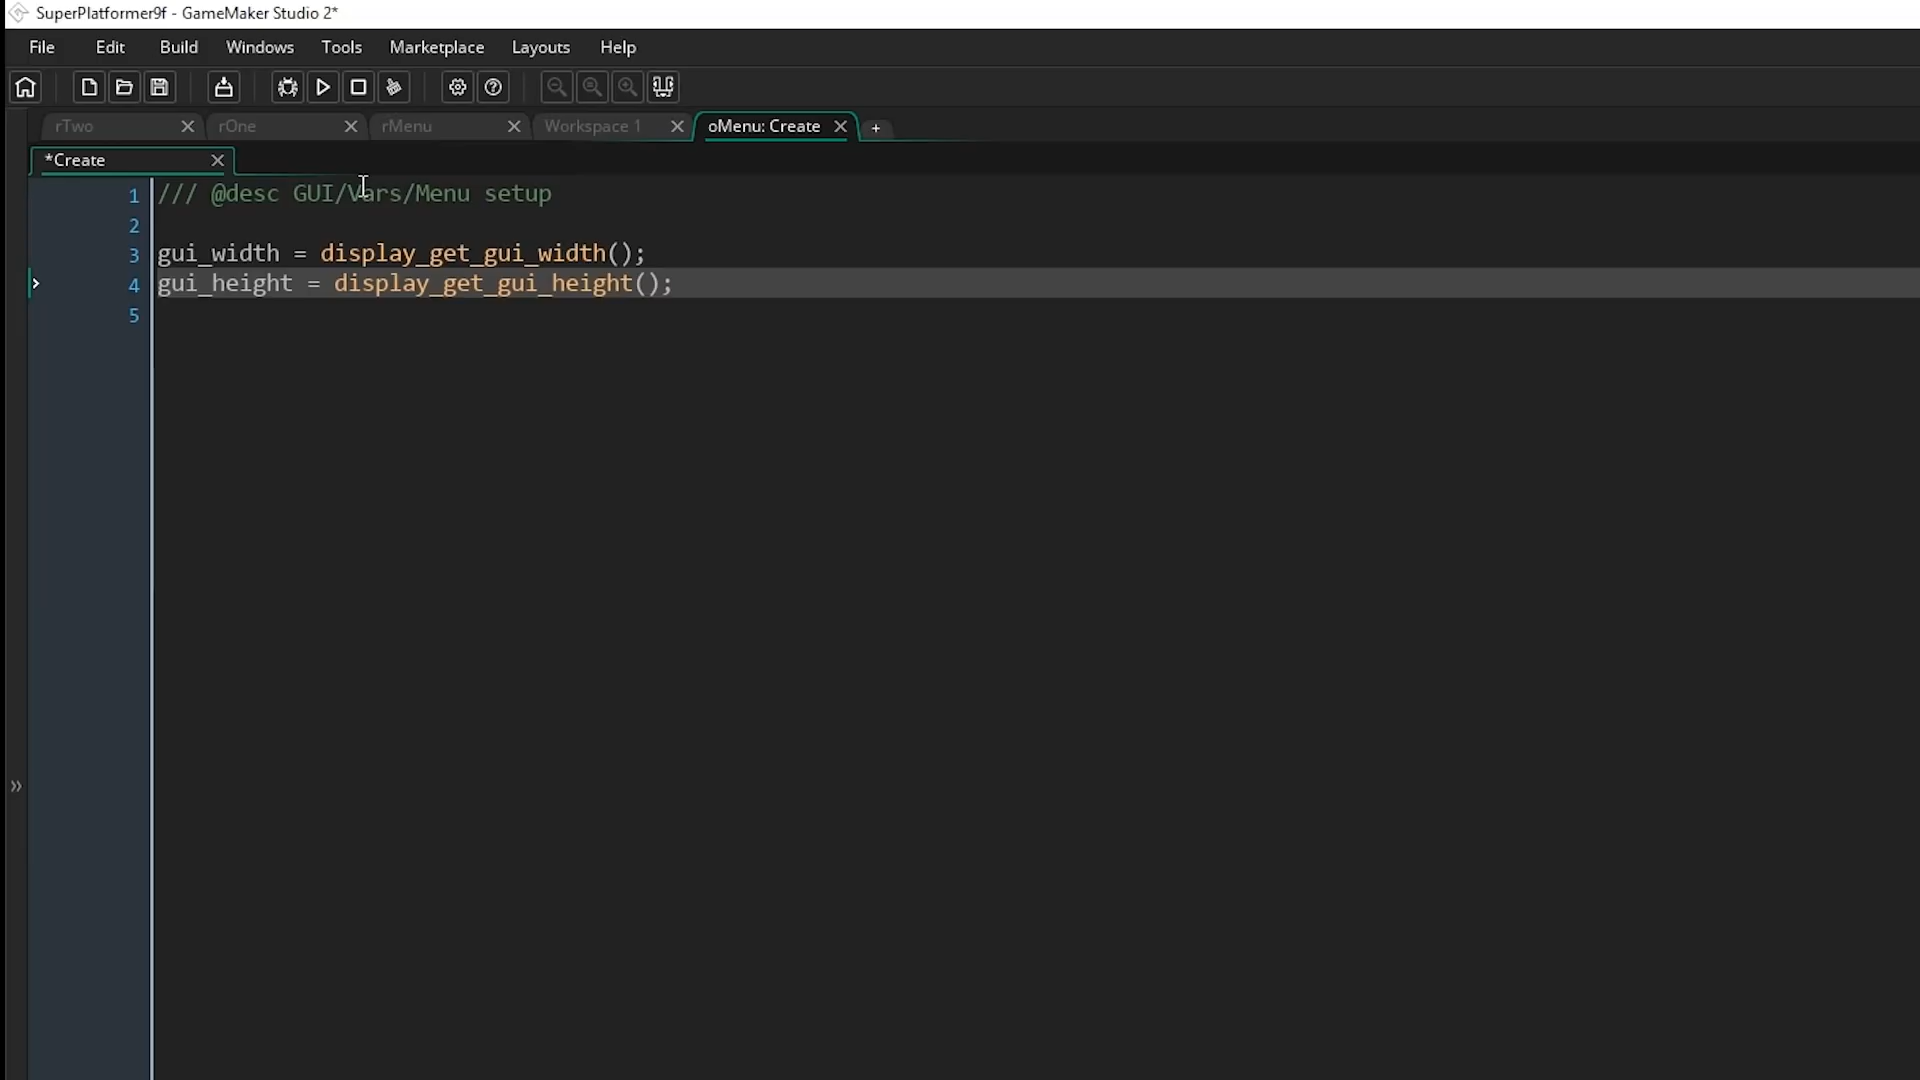 SuperPlatformer9f - GameMaker Studio 2*
File Edit Build Windows Tools Marketplace Layouts Help
rTwo rOne rMenu Workspace 1 oMenu: Create
*Create
1 /// @desc GUI/Vars/Menu setup
2
3 gui_width = display_get_gui_width();
4 gui_height = display_get_gui_height();
5